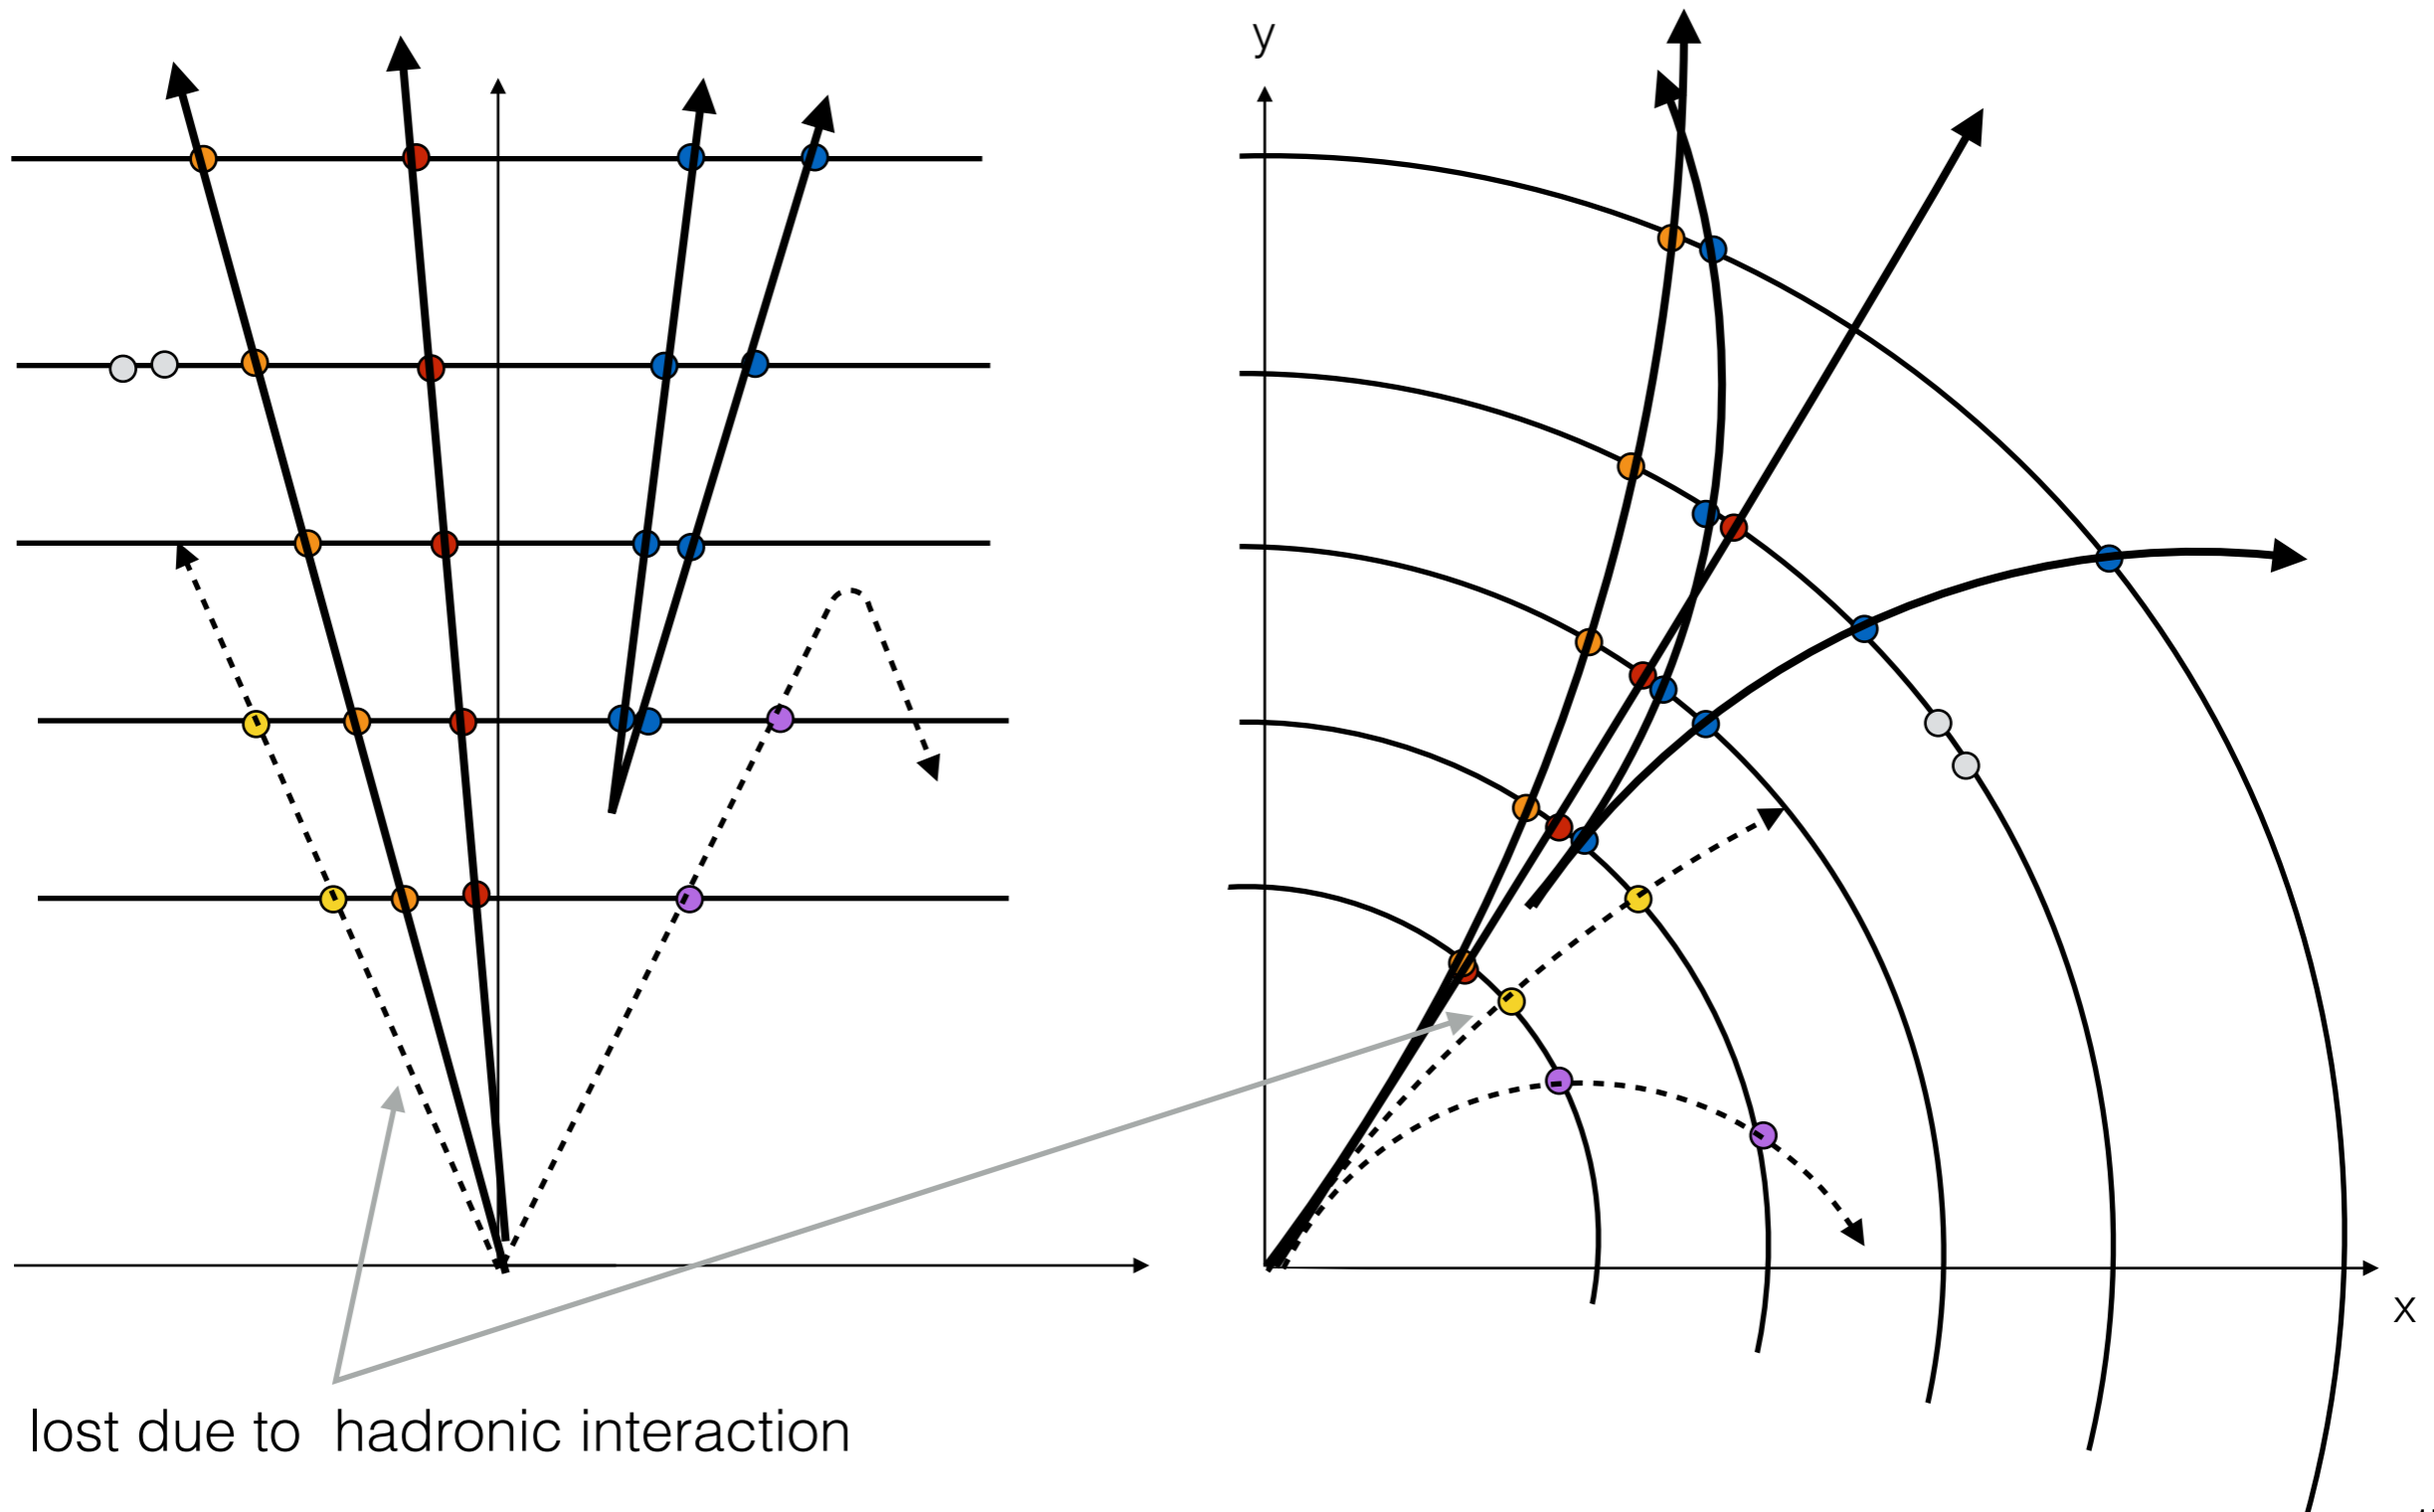 y
x
lost due to hadronic interaction